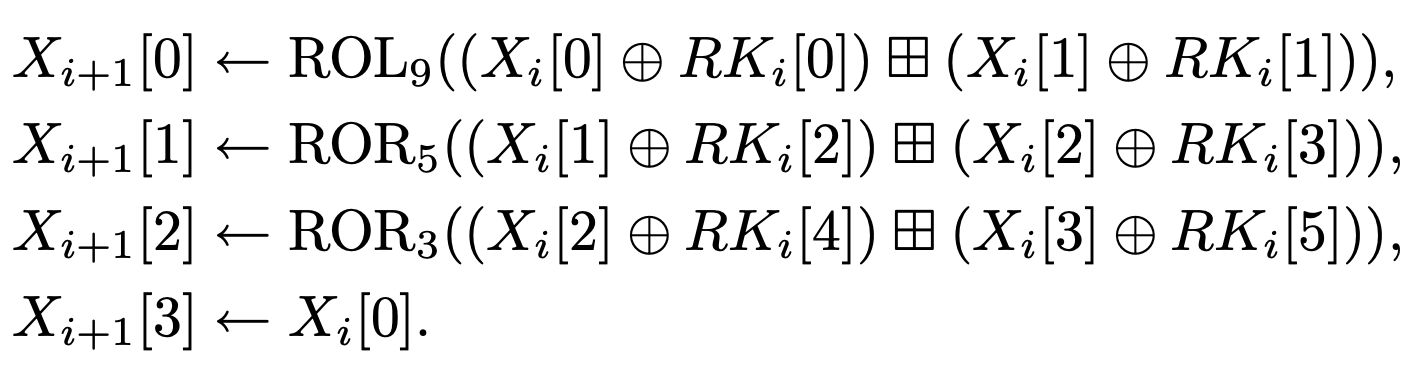 X_{i+1}[0] ← ROL_9((X_i[0] ⊕ RK_i[0]) ⊞ (X_i[1] ⊕ RK_i[1])),
X_{i+1}[1] ← ROR_5((X_i[1] ⊕ RK_i[2]) ⊞ (X_i[2] ⊕ RK_i[3])),
X_{i+1}[2] ← ROR_3((X_i[2] ⊕ RK_i[4]) ⊞ (X_i[3] ⊕ RK_i[5])),
X_{i+1}[3] ← X_i[0].